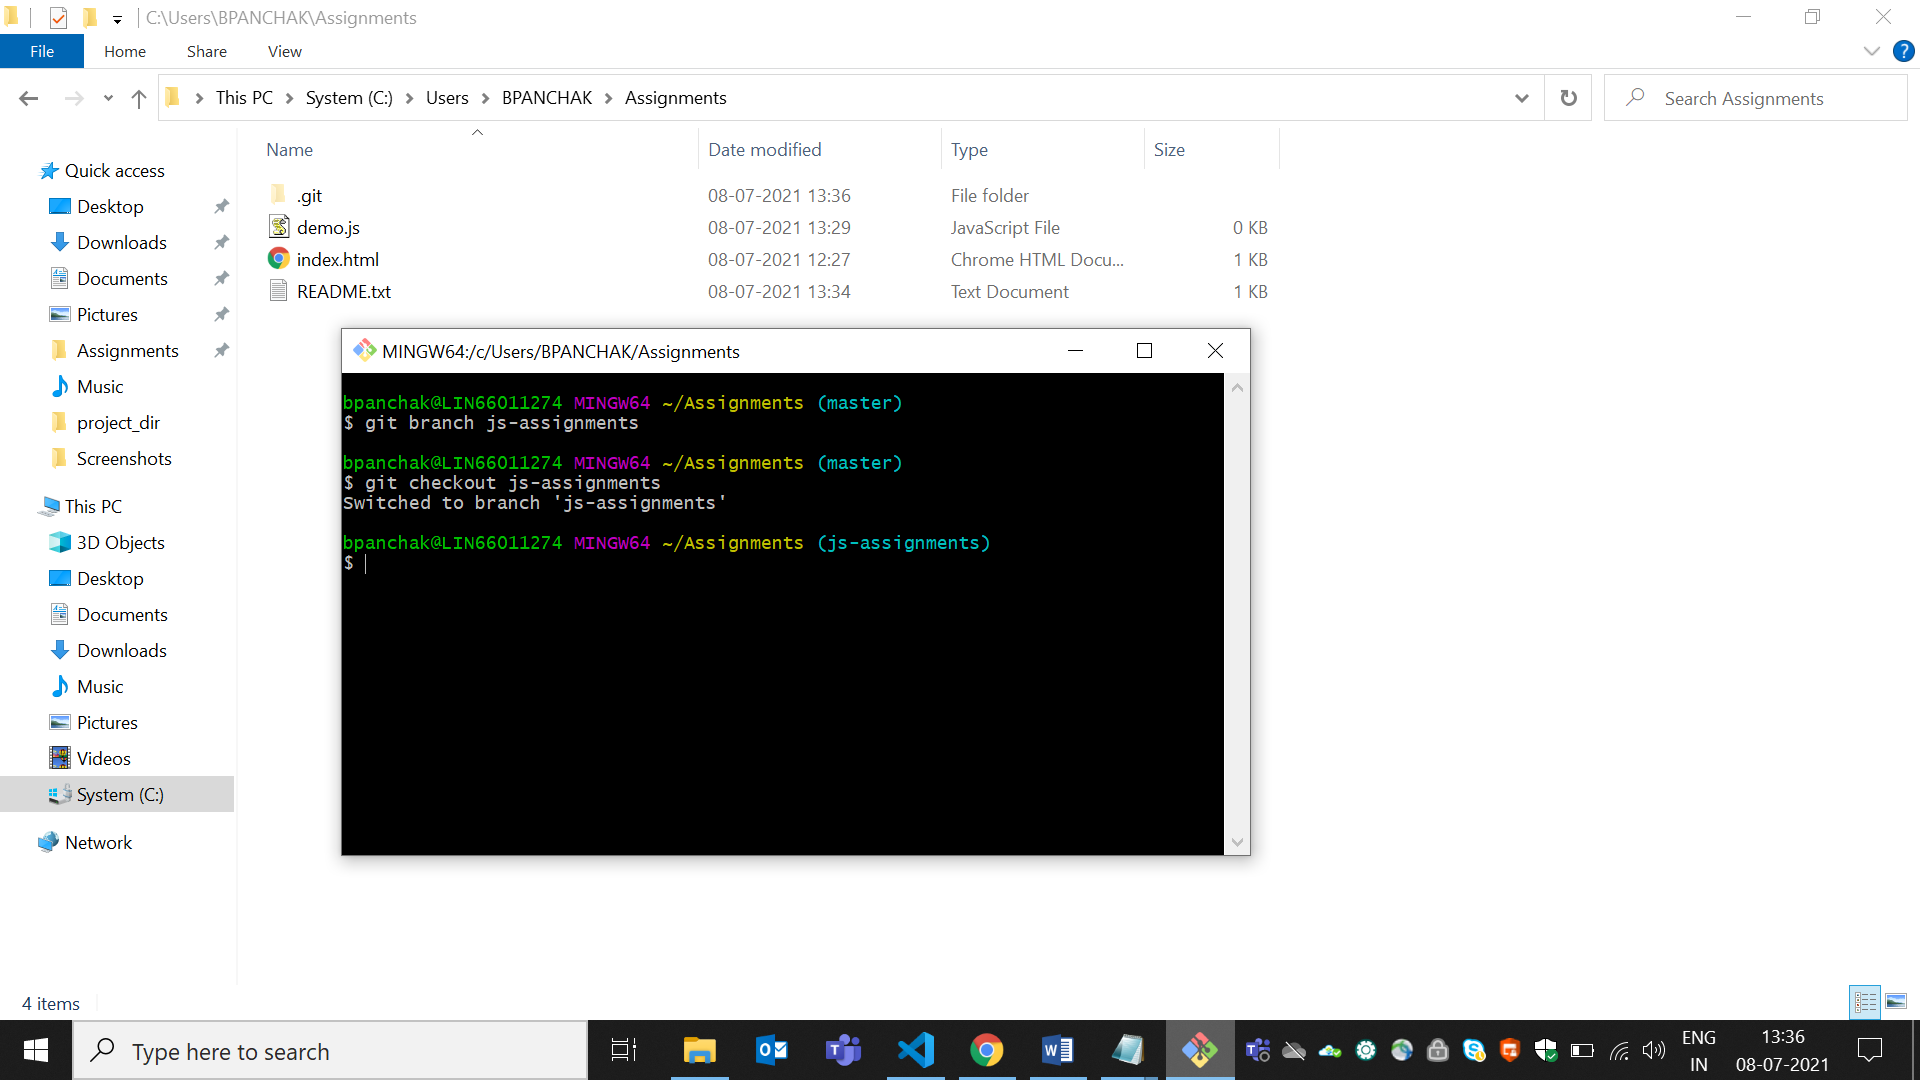 C:\Users\BPANCHAK\Assignments
File Home Share View
This PC System (C:) Users BPANCHAK Assignments
Search Assignments
Name Date modified Type Size
.git 08-07-2021 13:36 File folder
demo.js 08-07-2021 13:29 JavaScript File 0 KB
index.html 08-07-2021 12:27 Chrome HTML Docu... 1 KB
README.txt 08-07-2021 13:34 Text Document 1 KB
Quick access
Desktop
Downloads
Documents
Pictures
Assignments
Music
project_dir
Screenshots
This PC
3D Objects
Desktop
Documents
Downloads
Music
Pictures
Videos
System (C:)
Network
MINGW64:/c/Users/BPANCHAK/Assignments
bpanchak@LIN66011274 MINGW64 ~/Assignments (master)
$ git branch js-assignments
bpanchak@LIN66011274 MINGW64 ~/Assignments (master)
$ git checkout js-assignments
Switched to branch 'js-assignments'
bpanchak@LIN66011274 MINGW64 ~/Assignments (js-assignments)
$
4 items
Type here to search
ENG
IN
13:36
08-07-2021